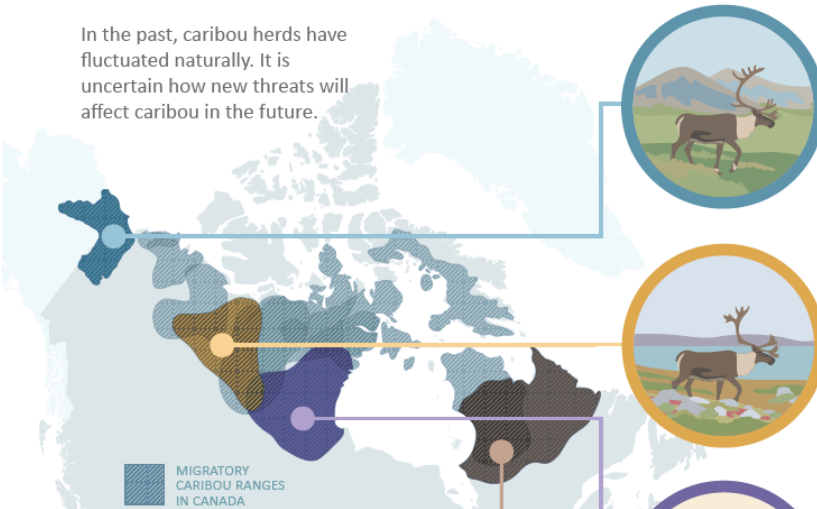 In the past, caribou herds have
fluctuated naturally. It is
uncertain how new threats will
affect caribou in the future.
MIGRATORY
CARIBOU RANGES
IN CANADA